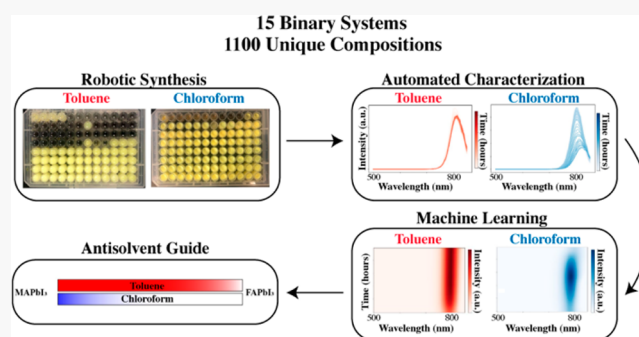 15 Binary Systems
1100 Unique Compositions
Robotic Synthesis
Toluene
Chloroform
Automated Characterization
Toluene
Chloroform
Intensity (a.u.)
Time (hours)
Time (hours)
500
800
500
800
Wavelength (nm)
Wavelength (nm)
Antisolvent Guide
MAPbI₃
Toluene
Chloroform
FAPbI₃
Machine Learning
Toluene
Chloroform
Time (hours)
Intensity (a.u.)
Intensity (a.u.)
500
800
500
800
Wavelength (nm)
Wavelength (nm)